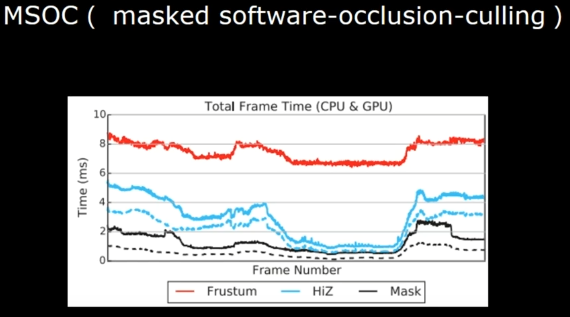 MSOC ( masked software-occlusion-culling )
Total Frame Time (CPU & GPU)
10
8
6
4
2
0
Time (ms)
Frame Number
Frustum HiZ Mask